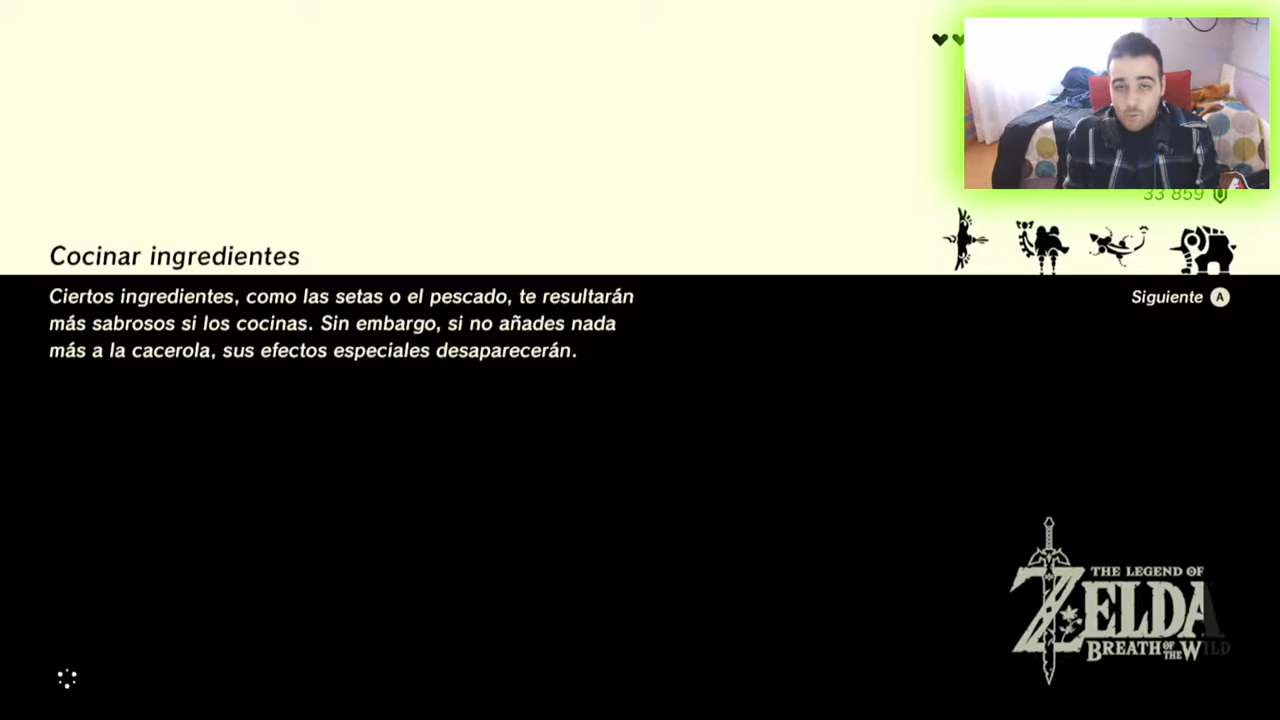 33 859
Cocinar ingredientes
Ciertos ingredientes, como las setas o el pescado, te resultarán
más sabrosos si los cocinas. Sin embargo, si no añades nada
más a la cacerola, sus efectos especiales desaparecerán.
Siguiente A
THE LEGEND OF
ZELDA
BREATH OF THE WILD